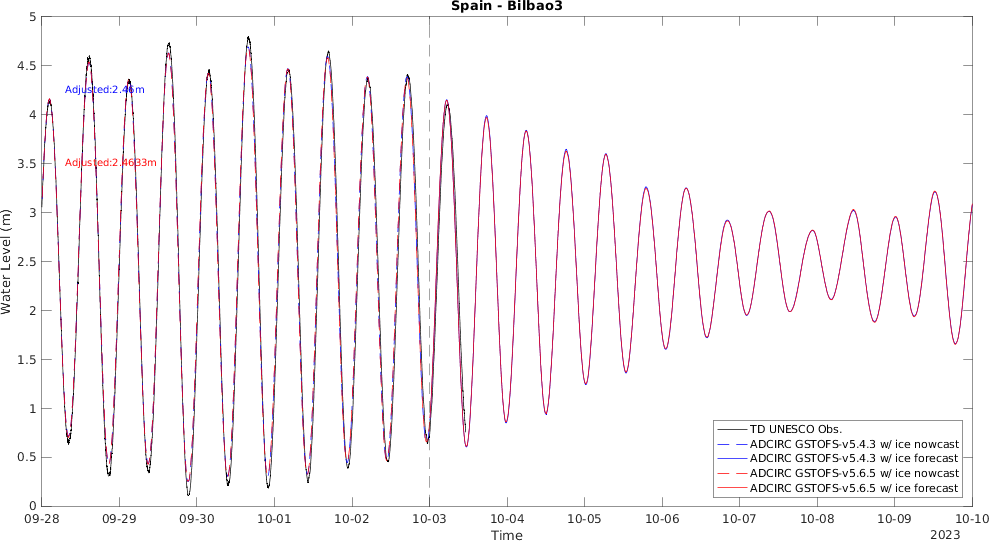 Spain - Bilbao3
5
4.5
4
3.5
3
2.5
2
1.5
1
0.5
0
Water Level (m)
Adjusted:2.46m
Adjusted:2.4633m
TD UNESCO Obs.
ADCIRC GSTOFS-v5.4.3 w/ ice nowcast
ADCIRC GSTOFS-v5.4.3 w/ ice forecast
ADCIRC GSTOFS-v5.6.5 w/ ice nowcast
ADCIRC GSTOFS-v5.6.5 w/ ice forecast
09-28 09-29 09-30 10-01 10-02 10-03 10-04 10-05 10-06 10-07 10-08 10-09 10-10
Time
2023